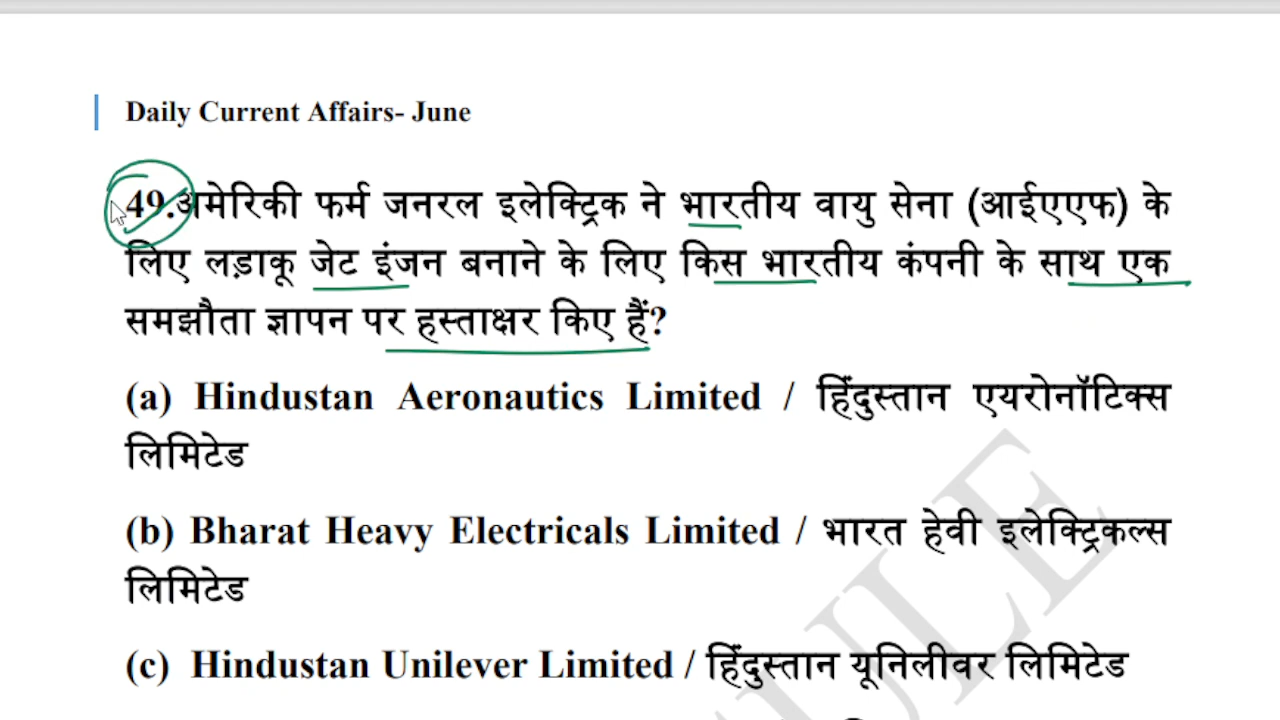 Daily Current Affairs- June
49.अमेरिकी फर्म जनरल इलेक्ट्रिक ने भारतीय वायु सेना (आईएएफ) के
लिए लड़ाकू जेट इंजन बनाने के लिए किस भारतीय कंपनी के साथ एक
समझौता ज्ञापन पर हस्ताक्षर किए हैं?
(a) Hindustan Aeronautics Limited / हिंदुस्तान एयरोनॉटिक्स
लिमिटेड
(b) Bharat Heavy Electricals Limited / भारत हेवी इलेक्ट्रिकल्स
लिमिटेड
(c) Hindustan Unilever Limited / हिंदुस्तान यूनिलीवर लिमिटेड